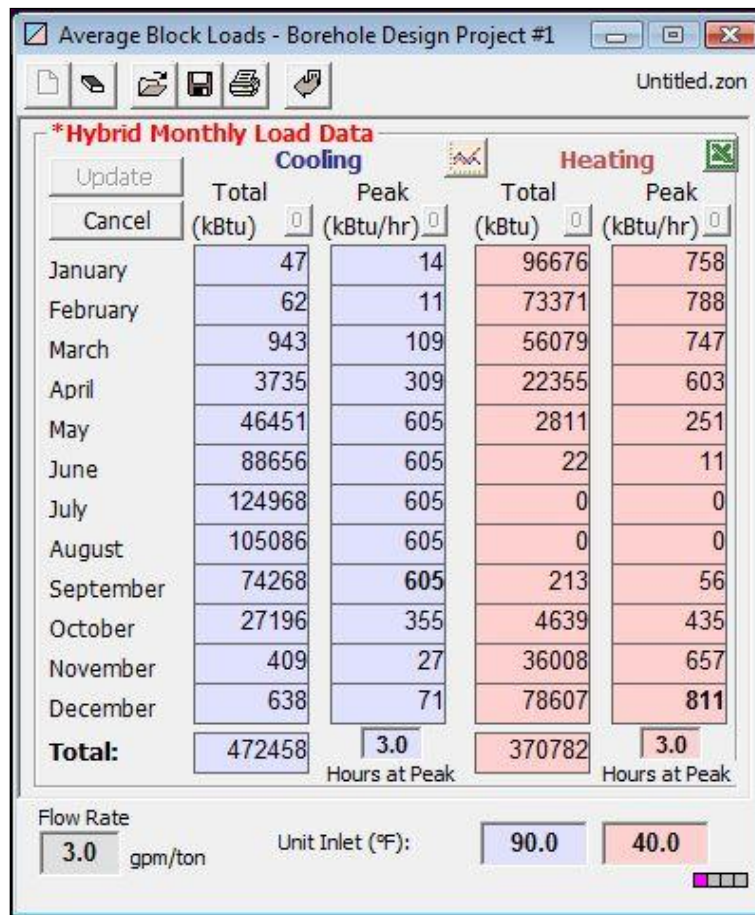 Average Block Loads - Borehole Design Project #1
Untitled.zon
*Hybrid Monthly Load Data
Cooling Heating
Update
Total Peak Total Peak
Cancel (kBtu) 0 (kBtu/hr) 0 (kBtu) 0 (kBtu/hr) 0
January 47 14 96676 758
February 62 11 73371 788
March 943 109 56079 747
April 3735 309 22355 603
May 46451 605 2811 251
June 88656 605 22 11
July 124968 605 0 0
August 105086 605 0 0
September 74268 605 213 56
October 27196 355 4639 435
November 409 27 36008 657
December 638 71 78607 811
Total: 472458 3.0 370782 3.0
Hours at Peak Hours at Peak
Flow Rate
3.0 gpm/ton Unit Inlet (°F): 90.0 40.0